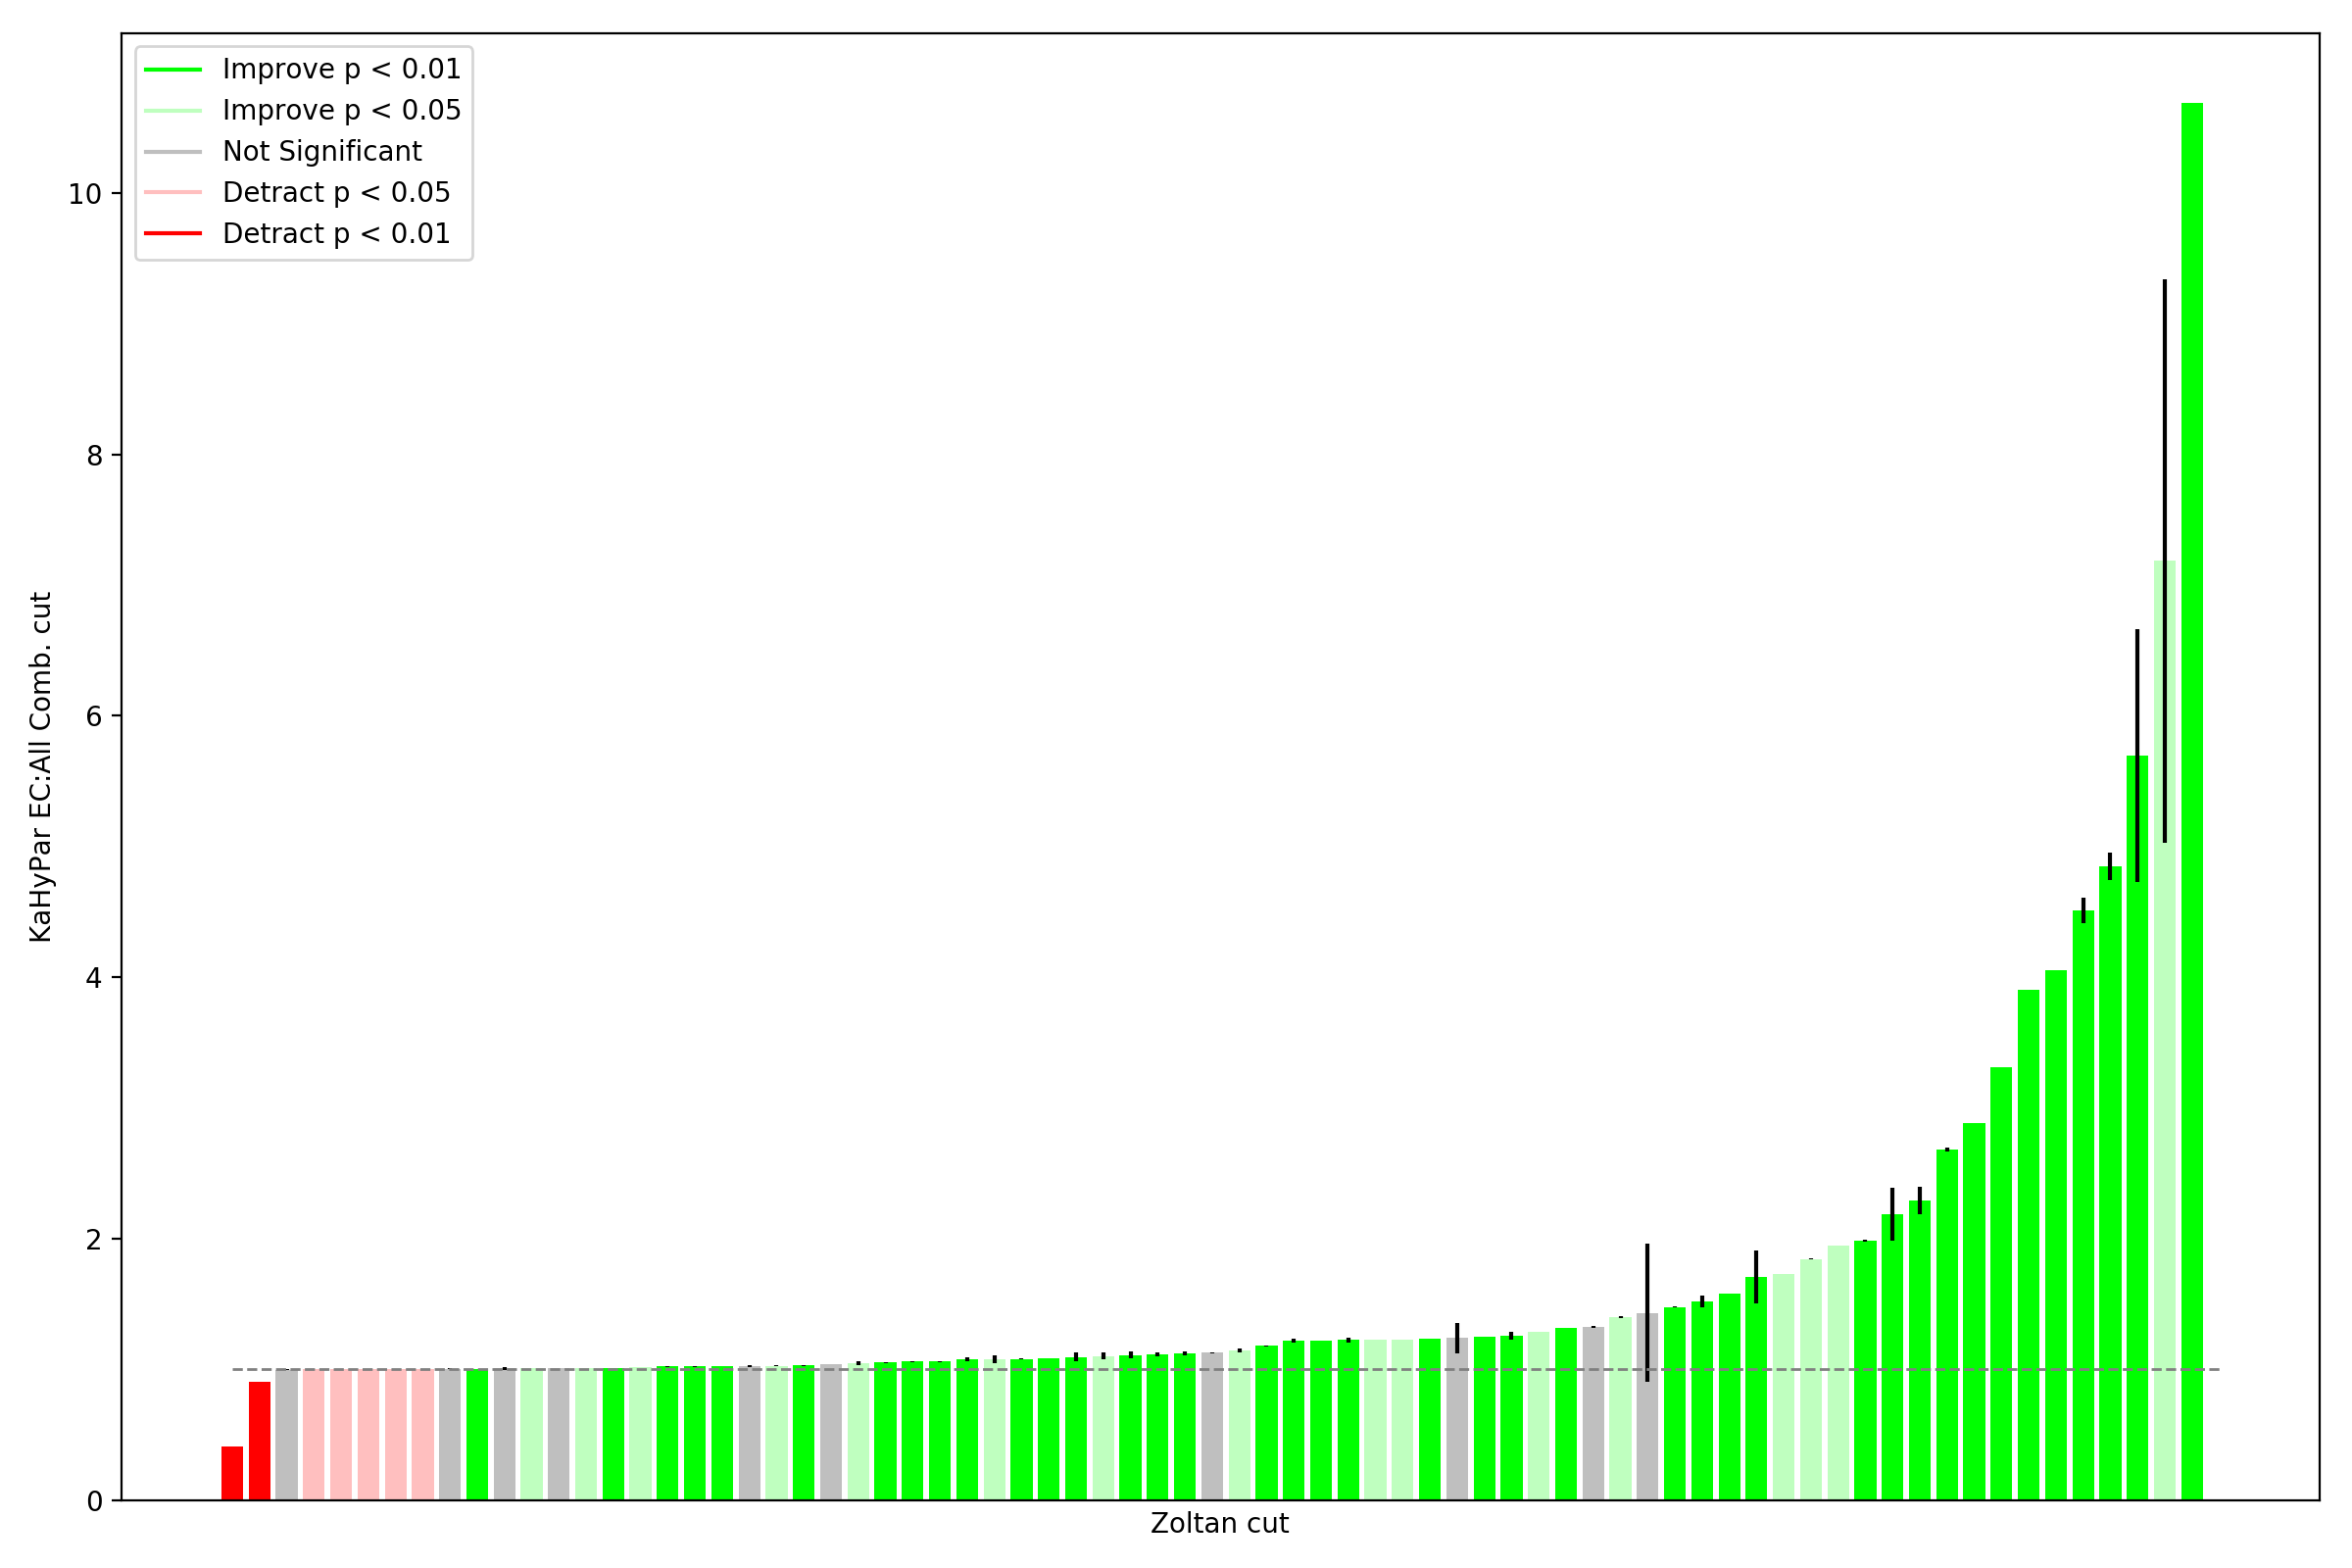 Improve p < 0.01
Improve p < 0.05
Not Significant
Detract p < 0.05
Detract p < 0.01
10
8
6
4
2
0
KaHyPar EC:All Comb. cut
Zoltan cut